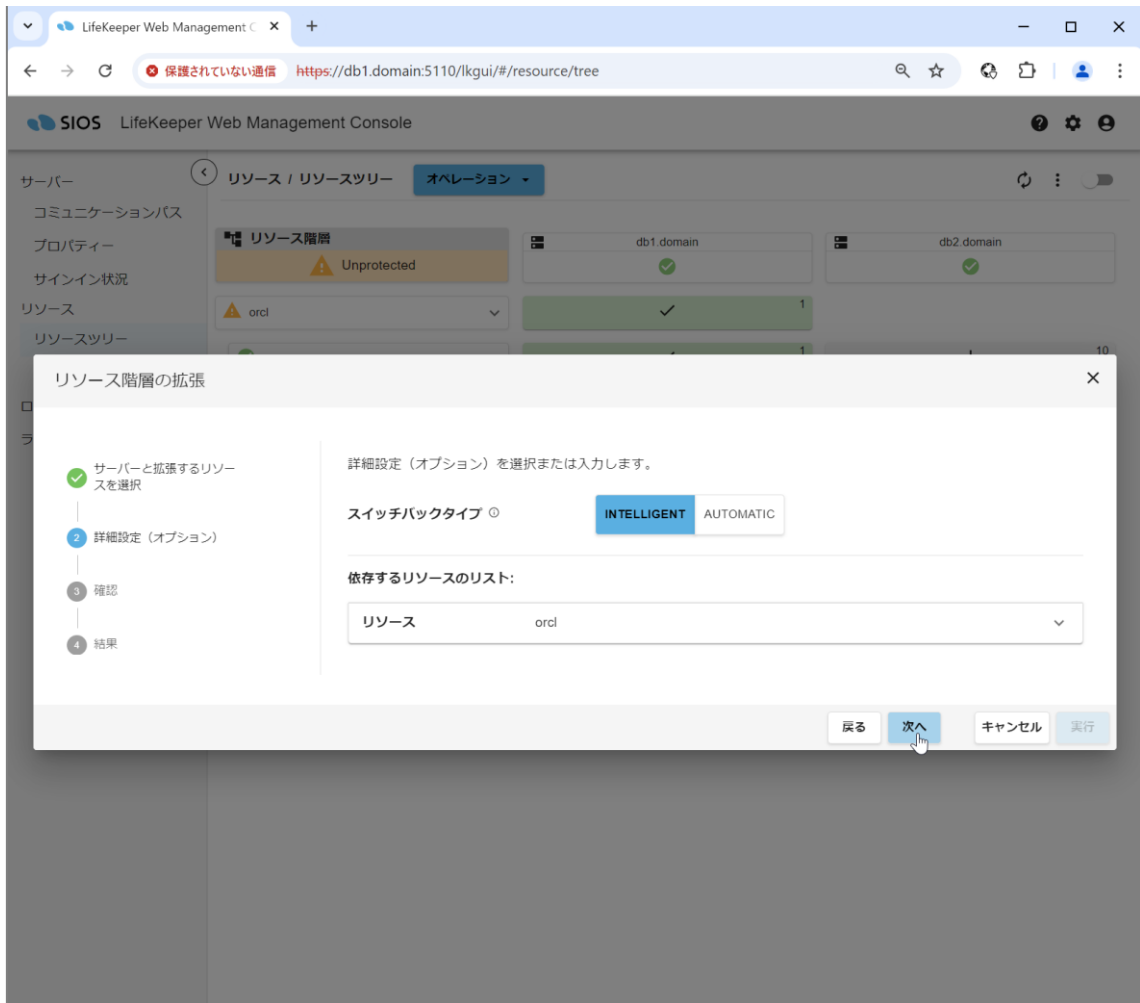 LifeKeeper Web Management C
保護されていない通信 https://db1.domain:5110/lkgui/#/resource/tree
SIOS LifeKeeper Web Management Console
サーバー
コミュニケーションパス
プロパティー
サインイン状況
リソース
リソースツリー
リソース / リソースツリー オペレーション
リソース階層 db1.domain db2.domain
Unprotected
orcl 1
1 10
リソース階層の拡張
サーバーと拡張するリソー
スを選択
2 詳細設定（オプション）
3 確認
4 結果
詳細設定（オプション）を選択または入力します。
スイッチバックタイプ INTELLIGENT AUTOMATIC
依存するリソースのリスト:
リソース orcl
戻る 次へ キャンセル 実行